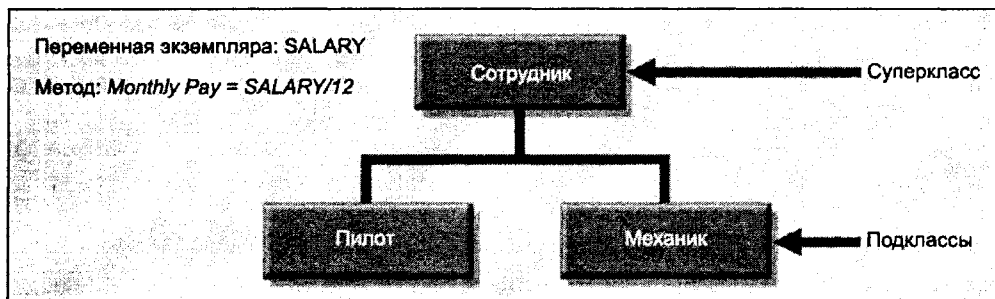 Переменная экземпляра: SALARY
Метод: Monthly Pay = SALARY/12
Сотрудник
Суперкласс
Пилот
Механик
Подклассы